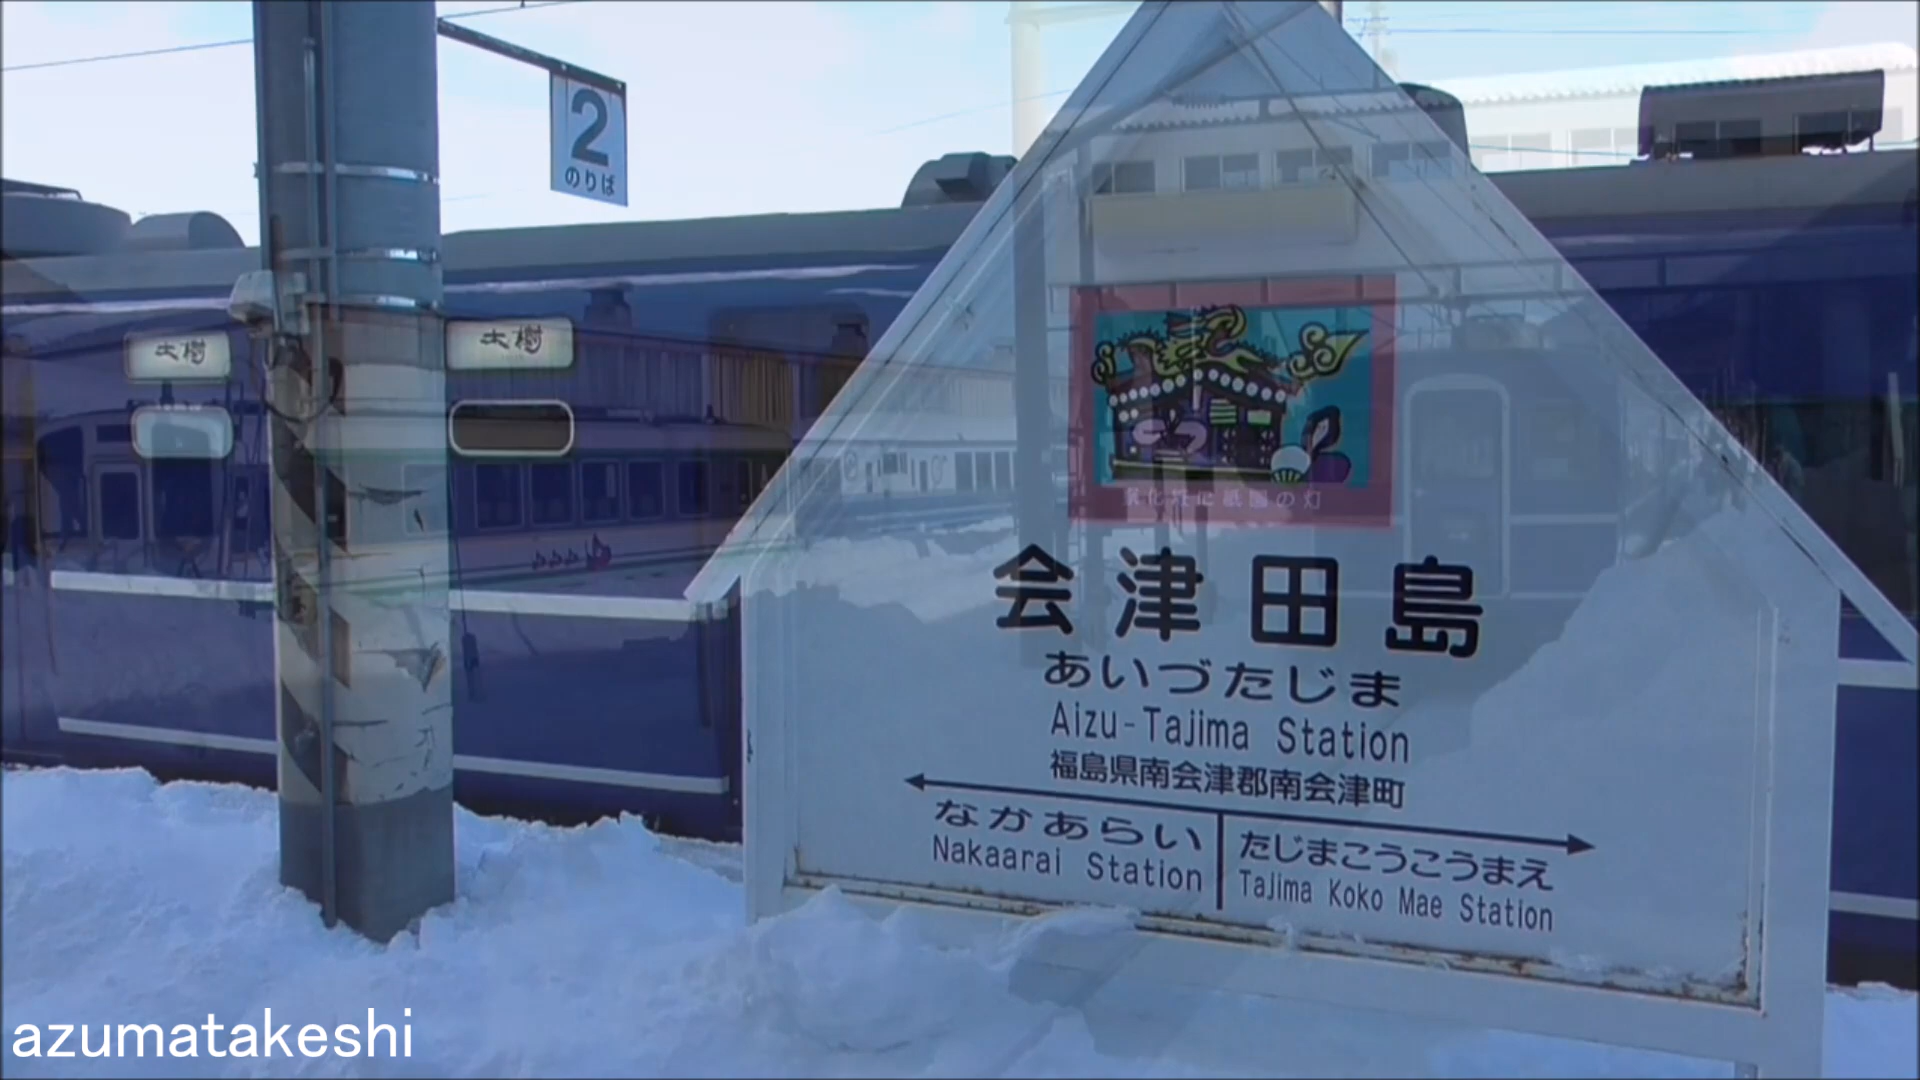 2
のりば
大樹
大樹
会津田島
あいづたじま
Aizu-Tajima Station
福島県南会津郡南会津町
なかあらい
Nakaarai Station
たじまこうこうまえ
Tajima Koko Mae Station
azumatakeshi